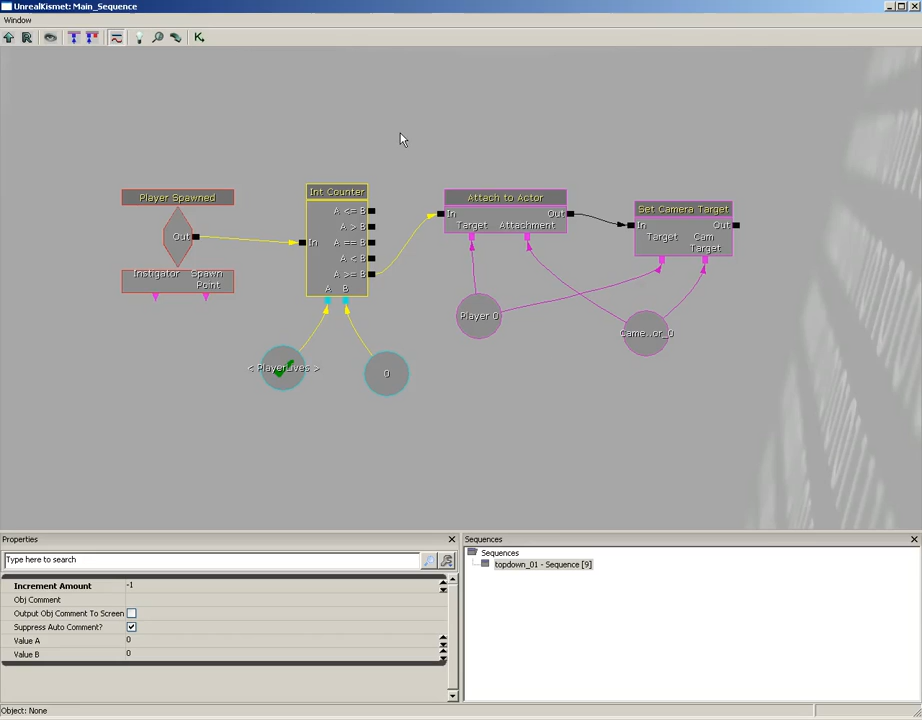 UnrealKismet: Main_Sequence
Window
Player Spawned
Out
Instigator Spawn
Point
Int Counter
A <= B
A > B
In A == B
A < B
A >= B
A B
< PlayerLives >
0
Attach to Actor
In Out
Target Attachment
Player 0
Set Camera Target
In Out
Target Cam
Target
Came..or_0
Properties
Type here to search
Increment Amount -1
Obj Comment
Output Obj Comment To Screen
Suppress Auto Comment?
Value A 0
Value B 0
Sequences
Sequences
topdown_01 - Sequence [9]
Object: None